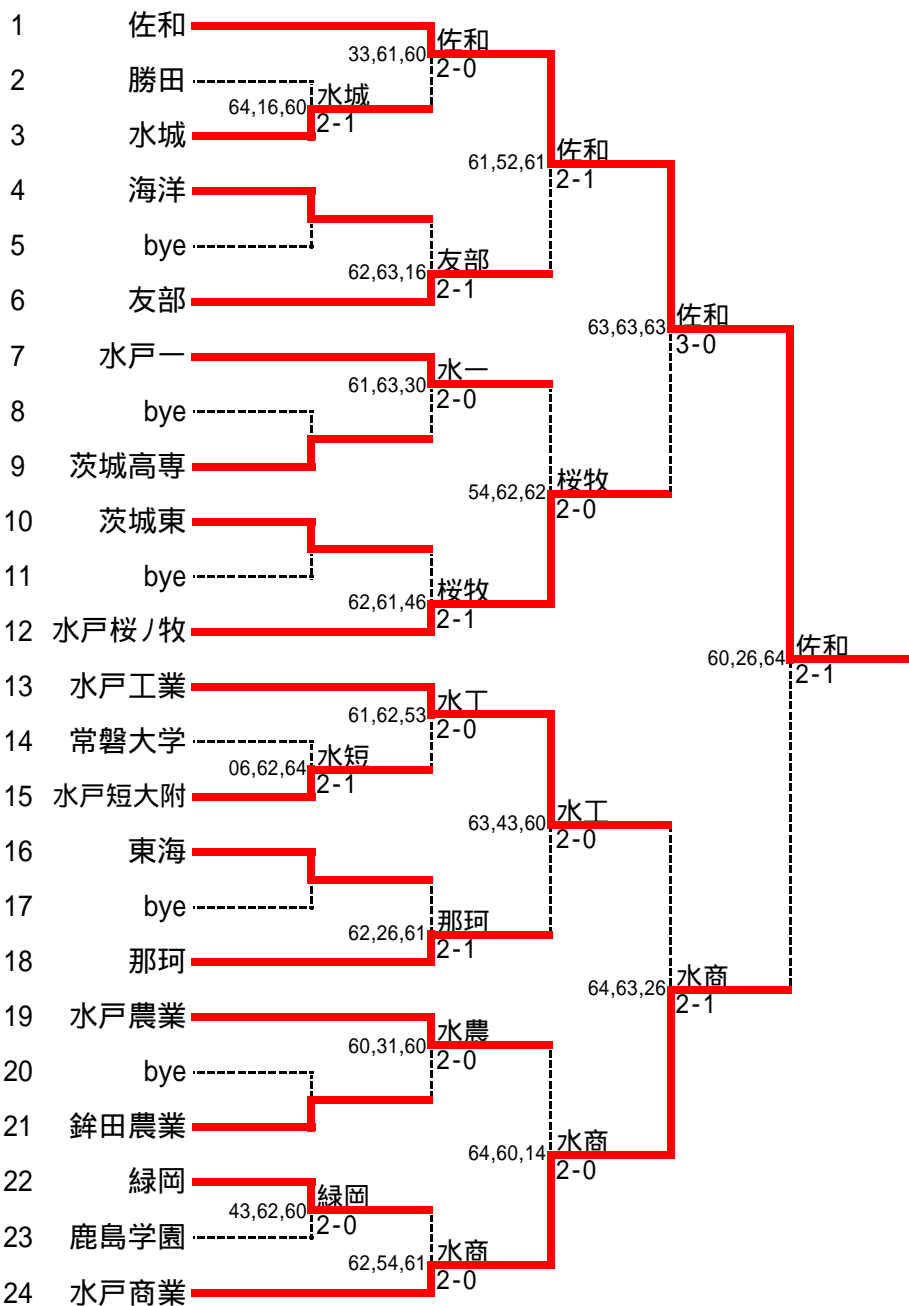 1 佐和
2 勝田
3 水城
4 海洋
5 bye
6 友部
7 水戸一
8 bye
9 茨城高専
10 茨城東
11 bye
12 水戸桜ノ牧
13 水戸工業
14 常磐大学
15 水戸短大附
16 東海
17 bye
18 那珂
19 水戸農業
20 bye
21 鉾田農業
22 緑岡
23 鹿島学園
24 水戸商業
64,16,60 水城
2-1
06,62,64 水短
2-1
43,62,60 緑岡
2-0
33,61,60 佐和
2-0
62,63,16 友部
2-1
61,63,30 水一
2-0
62,61,46 桜牧
2-1
61,62,53 水工
2-0
62,26,61 那珂
2-1
60,31,60 水農
2-0
62,54,61 水商
2-0
61,52,61 佐和
2-1
54,62,62 桜牧
2-0
63,43,60 水工
2-0
64,60,14 水商
2-0
63,63,63 佐和
3-0
64,63,26 水商
2-1
60,26,64 佐和
2-1